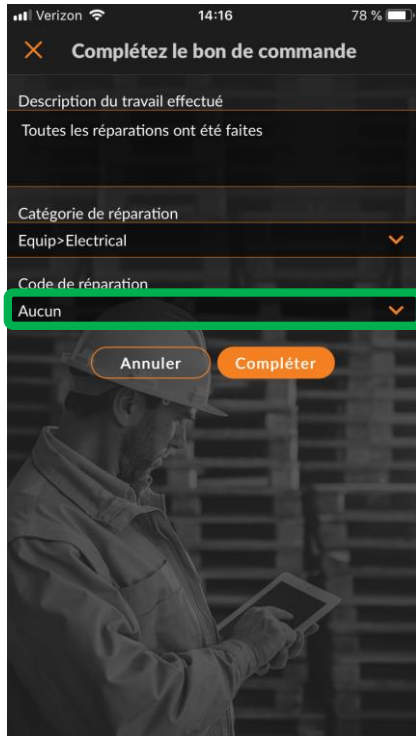 Verizon 14:16 78 %
Complétez le bon de commande
Description du travail effectué
Toutes les réparations ont été faites
Catégorie de réparation
Equip>Electrical
Code de réparation
Aucun
Annuler Compléter